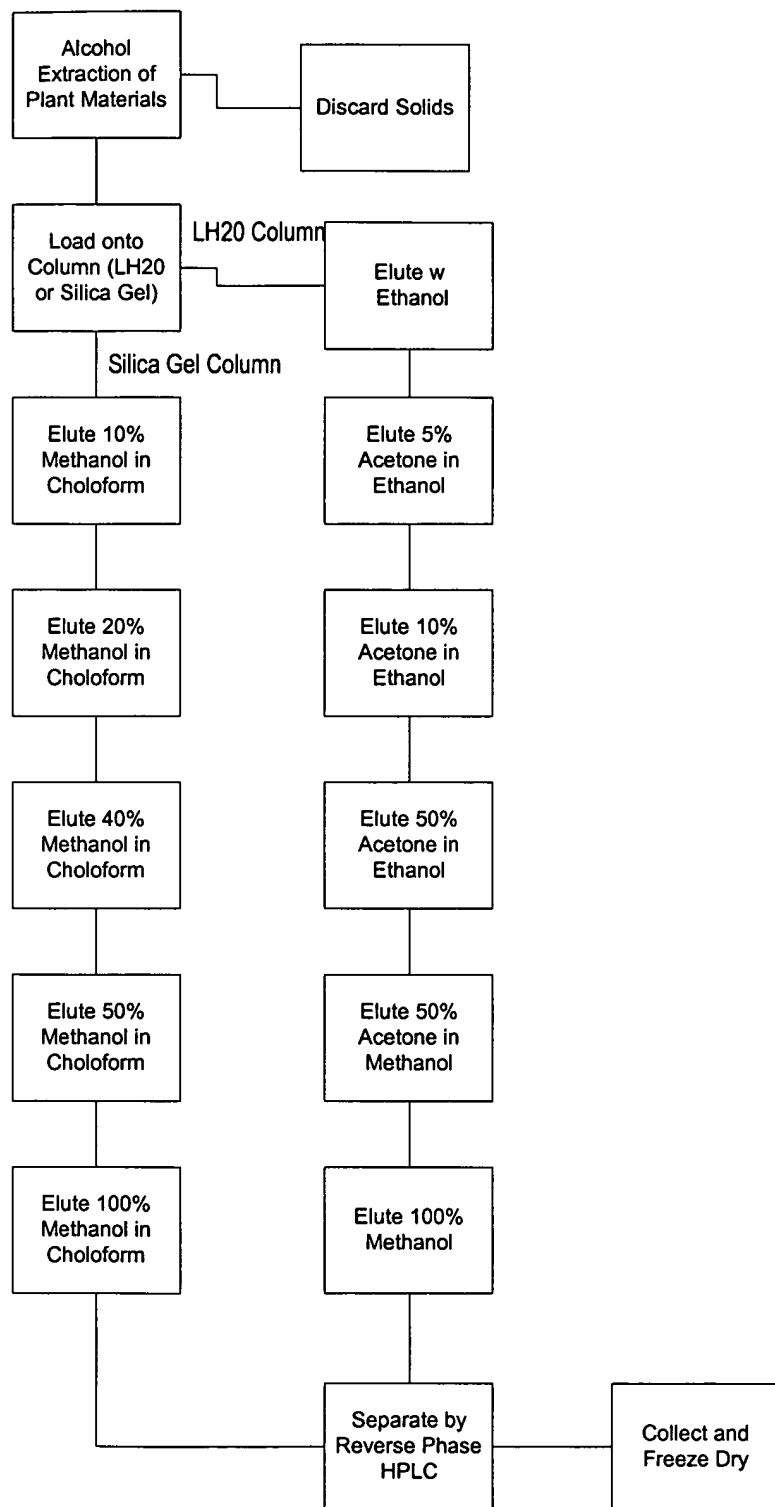 Alcohol
Extraction of
Plant Materials
Discard Solids
Load onto
Column (LH20
or Silica Gel)
LH20 Column
Elute w
Ethanol
Silica Gel Column
Elute 10%
Methanol in
Choloform
Elute 5%
Acetone in
Ethanol
Elute 20%
Methanol in
Choloform
Elute 10%
Acetone in
Ethanol
Elute 40%
Methanol in
Choloform
Elute 50%
Acetone in
Ethanol
Elute 50%
Methanol in
Choloform
Elute 50%
Acetone in
Methanol
Elute 100%
Methanol in
Choloform
Elute 100%
Methanol
Separate by
Reverse Phase
HPLC
Collect and
Freeze Dry